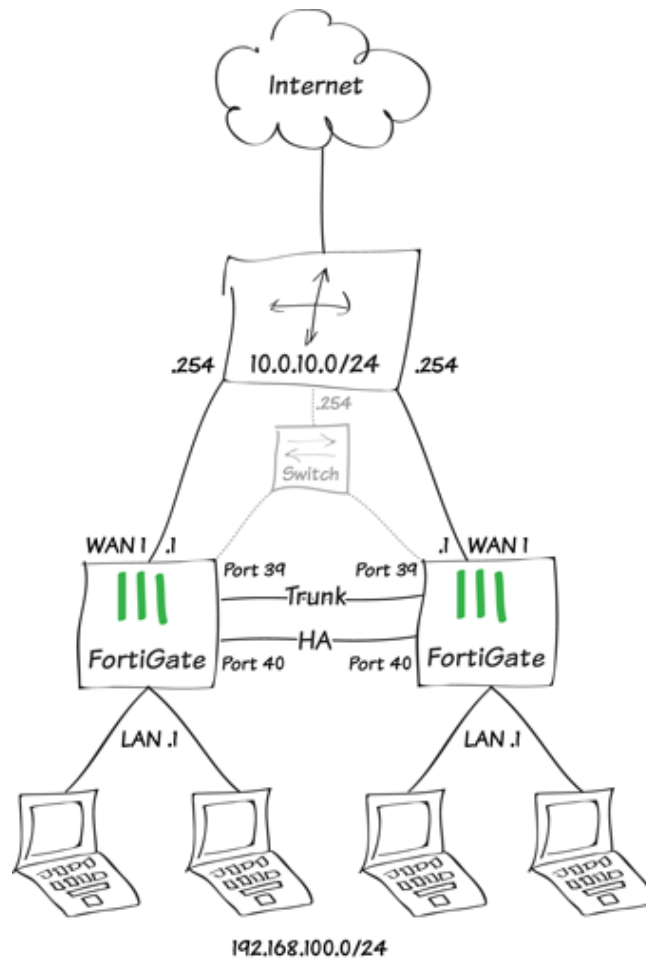 Internet
10.0.10.0/24
.254
.254
.254
Switch
WAN 1 .1
.1 WAN 1
Port 39
Port 39
Trunk
HA
FortiGate
FortiGate
Port 40
Port 40
LAN .1
LAN .1
192.168.100.0/24